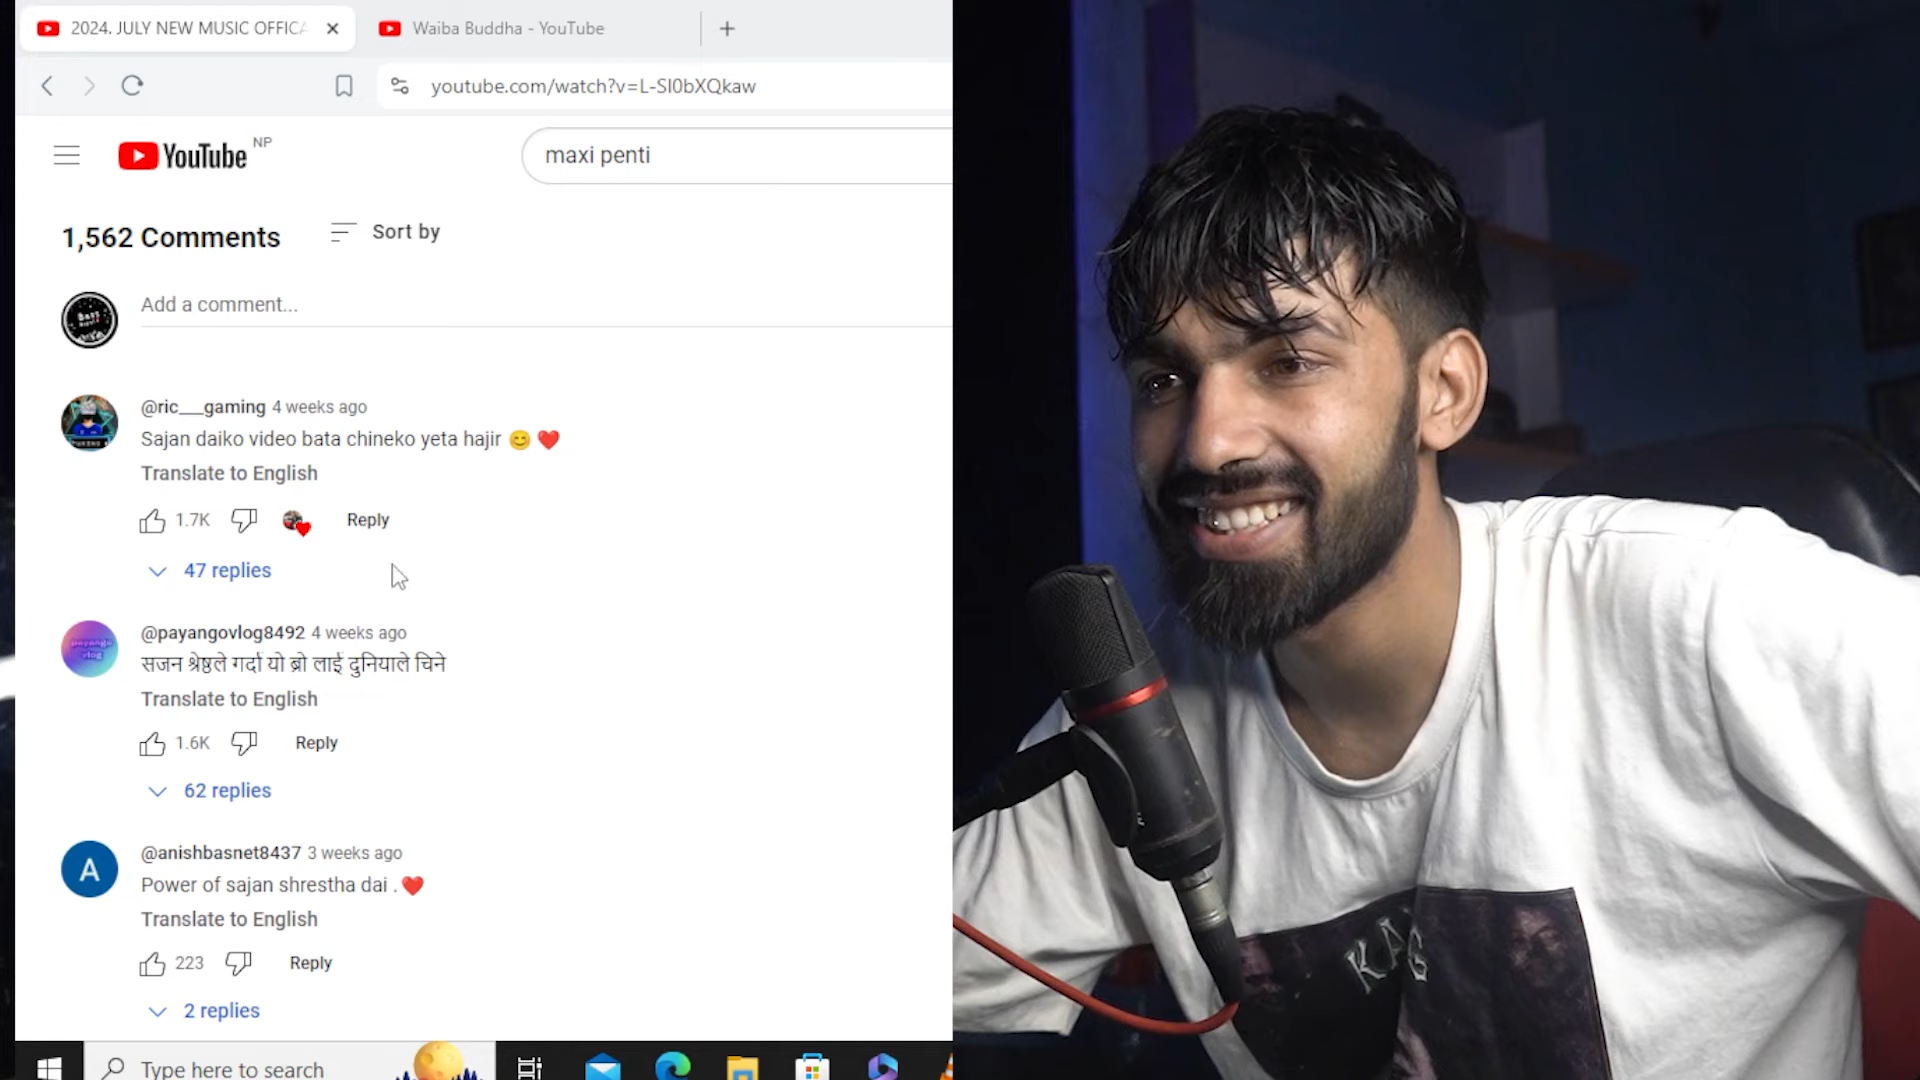 2024. JULY NEW MUSIC OFFICA
Waiba Buddha - YouTube
youtube.com/watch?v=L-SI0bXQkaw
YouTube NP
maxi penti
1,562 Comments
Sort by
Add a comment...
@ric___gaming 4 weeks ago
Sajan daiko video bata chineko yeta hajir 😊 ❤️
Translate to English
1.7K
Reply
47 replies
@payangovlog8492 4 weeks ago
सजन श्रेष्ठले गर्दा यो ब्रो लाई दुनियाले चिने
Translate to English
1.6K
Reply
62 replies
A
@anishbasnet8437 3 weeks ago
Power of sajan shrestha dai . ❤️
Translate to English
223
Reply
2 replies
Type here to search